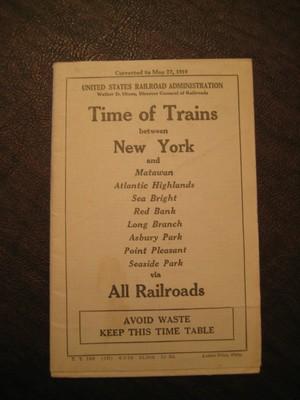 Corrected to May 27, 1919
UNITED STATES RAILROAD ADMINISTRATION
Walker D. Hines, Director General of Railroads
Time of Trains
between
New York
and
Matawan
Atlantic Highlands
Sea Bright
Red Bank
Long Branch
Asbury Park
Point Pleasant
Seaside Park
via
All Railroads
AVOID WASTE
KEEP THIS TIME TABLE